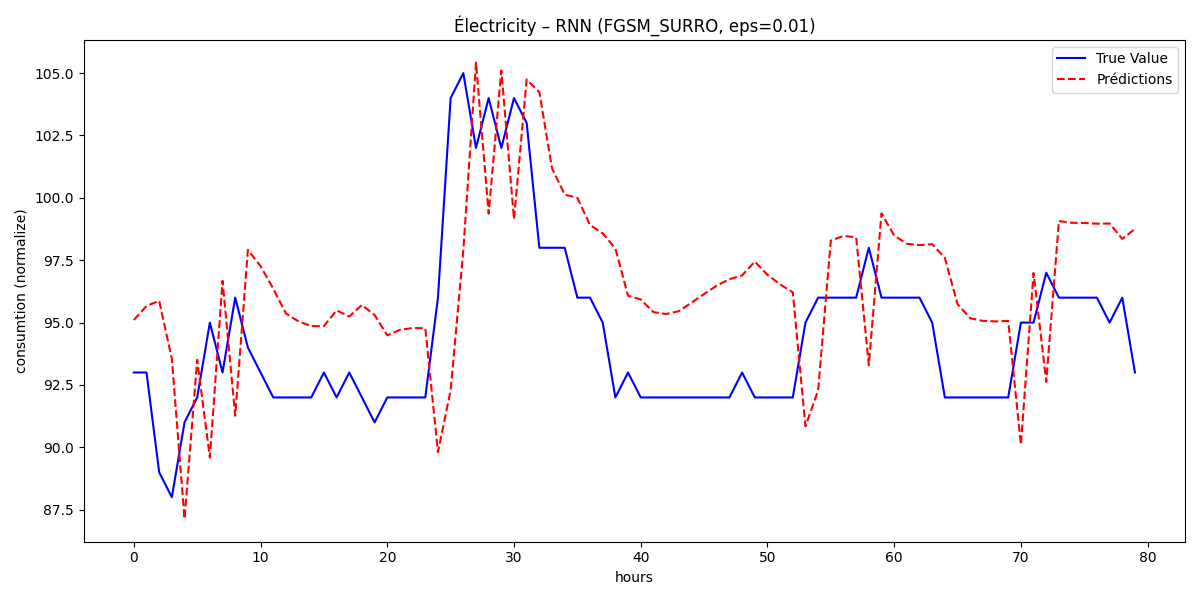 Électricity – RNN (FGSM_SURRO, eps=0.01)
True Value
Prédictions
consumtion (normalize)
105.0
102.5
100.0
97.5
95.0
92.5
90.0
87.5
0 10 20 30 40 50 60 70 80
hours